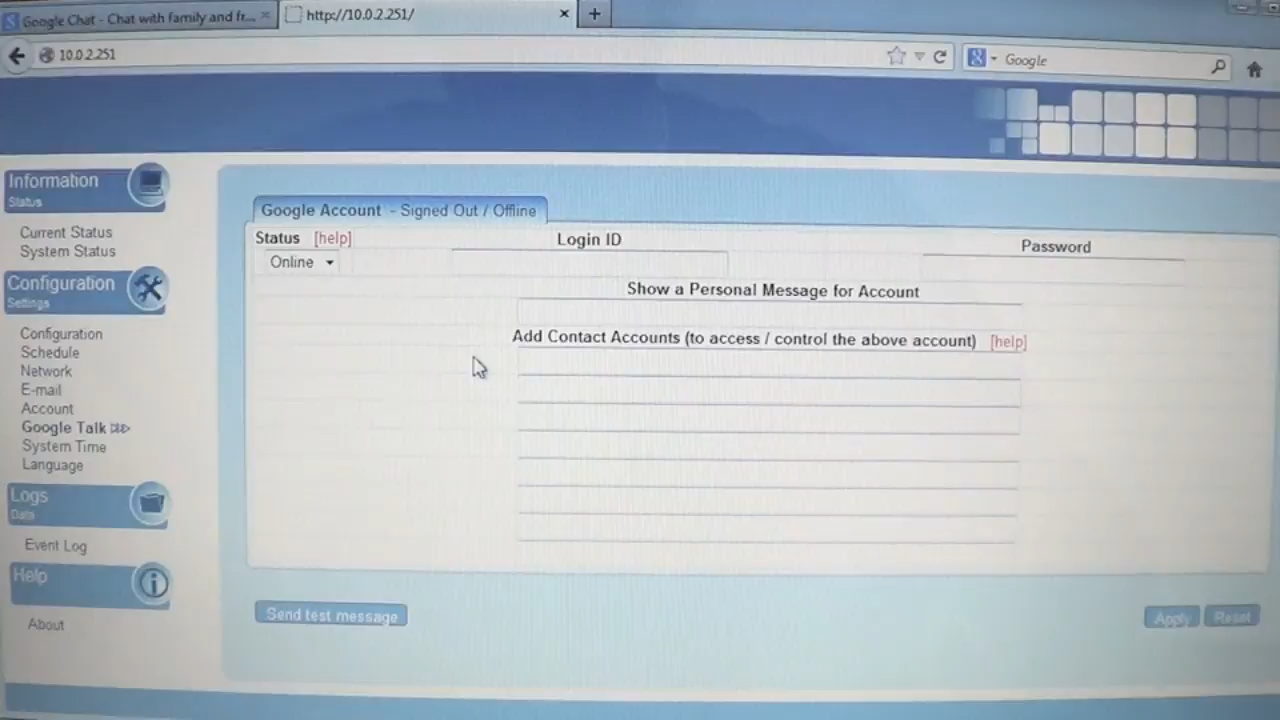 Google Chat - Chat with family and fr...
http://10.0.2.251/
10.0.2.251
Google
Information
Status
Current Status
System Status
Configuration
Settings
Configuration
Schedule
Network
E-mail
Account
Google Talk
System Time
Language
Logs
Data
Event Log
Help
About
Google Account - Signed Out / Offline
Status [help]
Login ID
Password
Online
Show a Personal Message for Account
Add Contact Accounts (to access / control the above account) [help]
Send test message
Apply
Reset